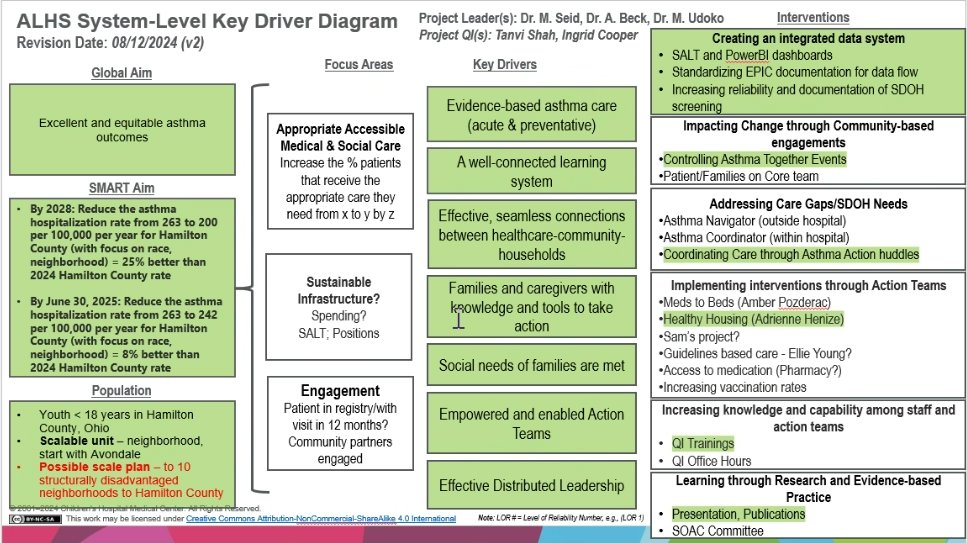 ALHS System-Level Key Driver Diagram
Revision Date: 08/12/2024 (v2)
Project Leader(s): Dr. M. Seid, Dr. A. Beck, Dr. M. Udoko
Project QI(s): Tanvi Shah, Ingrid Cooper
Global Aim
Excellent and equitable asthma
outcomes
SMART Aim
• By 2028: Reduce the asthma
hospitalization rate from 263 to 200
per 100,000 per year for Hamilton
County (with focus on race,
neighborhood) = 25% better than
2024 Hamilton County rate
• By June 30, 2025: Reduce the asthma
hospitalization rate from 263 to 242
per 100,000 per year for Hamilton
County (with focus on race,
neighborhood) = 8% better than
2024 Hamilton County rate
Population
• Youth < 18 years in Hamilton
County, Ohio
• Scalable unit – neighborhood,
start with Avondale
• Possible scale plan – to 10
structurally disadvantaged
neighborhoods to Hamilton County
Focus Areas
Appropriate Accessible
Medical & Social Care
Increase the % patients
that receive the
appropriate care they
need from x to y by z
Sustainable
Infrastructure?
Spending?
SALT; Positions
Engagement
Patient in registry/with
visit in 12 months?
Community partners
engaged
Key Drivers
Evidence-based asthma care
(acute & preventative)
A well-connected learning
system
Effective, seamless connections
between healthcare-community-
households
Families and caregivers with
knowledge and tools to take
action
Social needs of families are met
Empowered and enabled Action
Teams
Effective Distributed Leadership
Interventions
Creating an integrated data system
• SALT and PowerBI dashboards
• Standardizing EPIC documentation for data flow
• Increasing reliability and documentation of SDOH
screening
Impacting Change through Community-based
engagements
•Controlling Asthma Together Events
•Patient/Families on Core team
Addressing Care Gaps/SDOH Needs
•Asthma Navigator (outside hospital)
•Asthma Coordinator (within hospital)
•Coordinating Care through Asthma Action huddles
Implementing interventions through Action Teams
•Meds to Beds (Amber Pozderac)
•Healthy Housing (Adrienne Henize)
•Sam's project?
•Guidelines based care - Ellie Young?
•Access to medication (Pharmacy?)
•Increasing vaccination rates
Increasing knowledge and capability among staff and
action teams
• QI Trainings
• QI Office Hours
Learning through Research and Evidence-based
Practice
• Presentation, Publications
• SOAC Committee
© 2001–2024 Children's Hospital Medical Center. All Rights Reserved.
cc BY-NC-SA This work may be licensed under Creative Commons Attribution-NonCommercial-ShareAlike 4.0 International
Note: LOR # = Level of Reliability Number, e.g., (LOR 1)